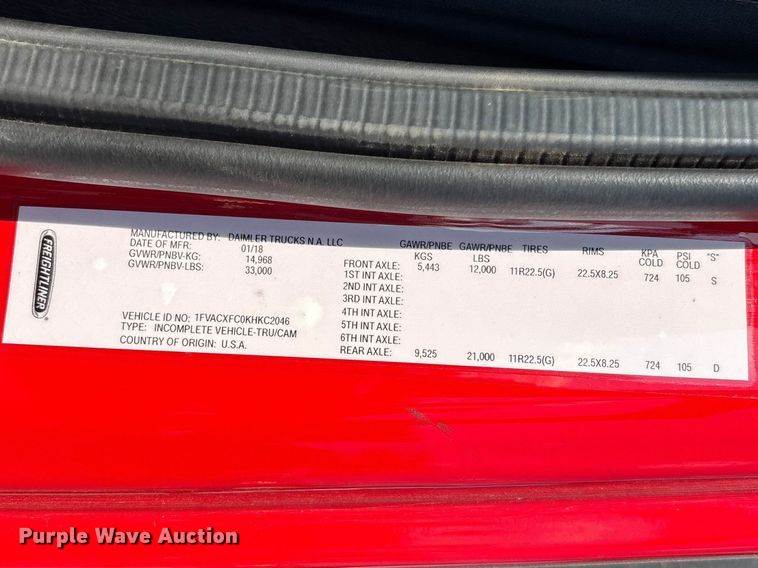 FREIGHTLINER
MANUFACTURED BY: DAIMLER TRUCKS N.A. LLC
DATE OF MFR: 01/18
GVWR/PNBV-KG: 14,968
GVWR/PNBV-LBS: 33,000
VEHICLE ID NO.: 1FVACXFC0KHKC2046
TYPE: INCOMPLETE VEHICLE-TRU/CAM
COUNTRY OF ORIGIN: U.S.A.
GAWR/PNBE KGS GAWR/PNBE LBS TIRES RIMS KPA COLD PSI COLD "S"
FRONT AXLE: 5,443 12,000 11R22.5(G) 22.5X8.25 724 105 S
1ST INT AXLE:
2ND INT AXLE:
3RD INT AXLE:
4TH INT AXLE:
5TH INT AXLE:
6TH INT AXLE:
REAR AXLE: 9,525 21,000 11R22.5(G) 22.5X8.25 724 105 D
Purple Wave Auction